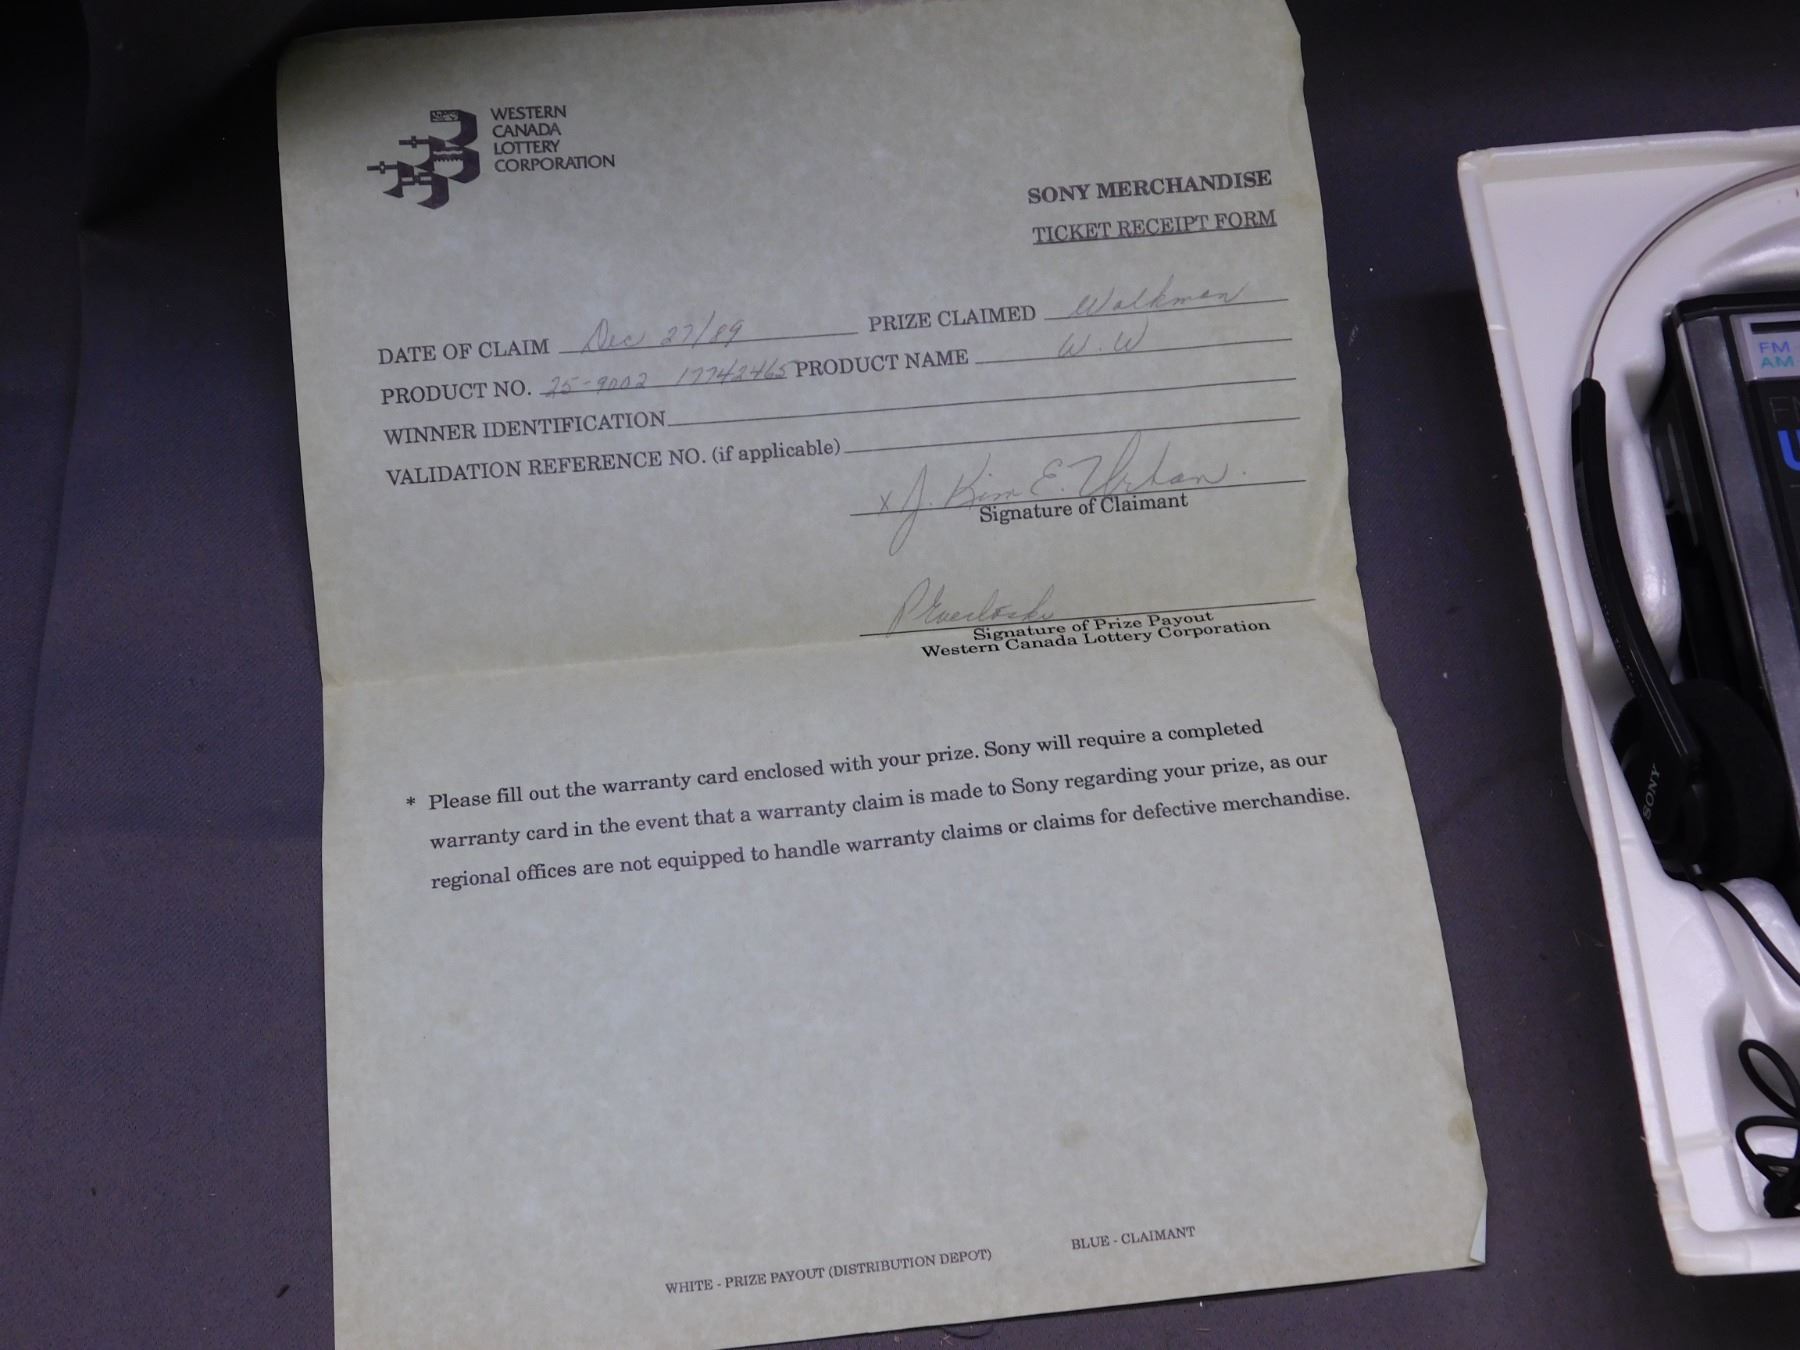 WESTERN
CANADA
LOTTERY
CORPORATION
SONY MERCHANDISE
TICKET RECEIPT FORM
DATE OF CLAIM Dec 27/89 PRIZE CLAIMED Walkman
PRODUCT NO. 25-9002 17742465 PRODUCT NAME W.W
WINNER IDENTIFICATION
VALIDATION REFERENCE NO. (if applicable)
x J. Kim E. Urban.
Signature of Claimant
Signature of Prize Payout
Western Canada Lottery Corporation
* Please fill out the warranty card enclosed with your prize. Sony will require a completed
warranty card in the event that a warranty claim is made to Sony regarding your prize, as our
regional offices are not equipped to handle warranty claims or claims for defective merchandise.
WHITE - PRIZE PAYOUT (DISTRIBUTION DEPOT) BLUE - CLAIMANT
FM
AM
SONY